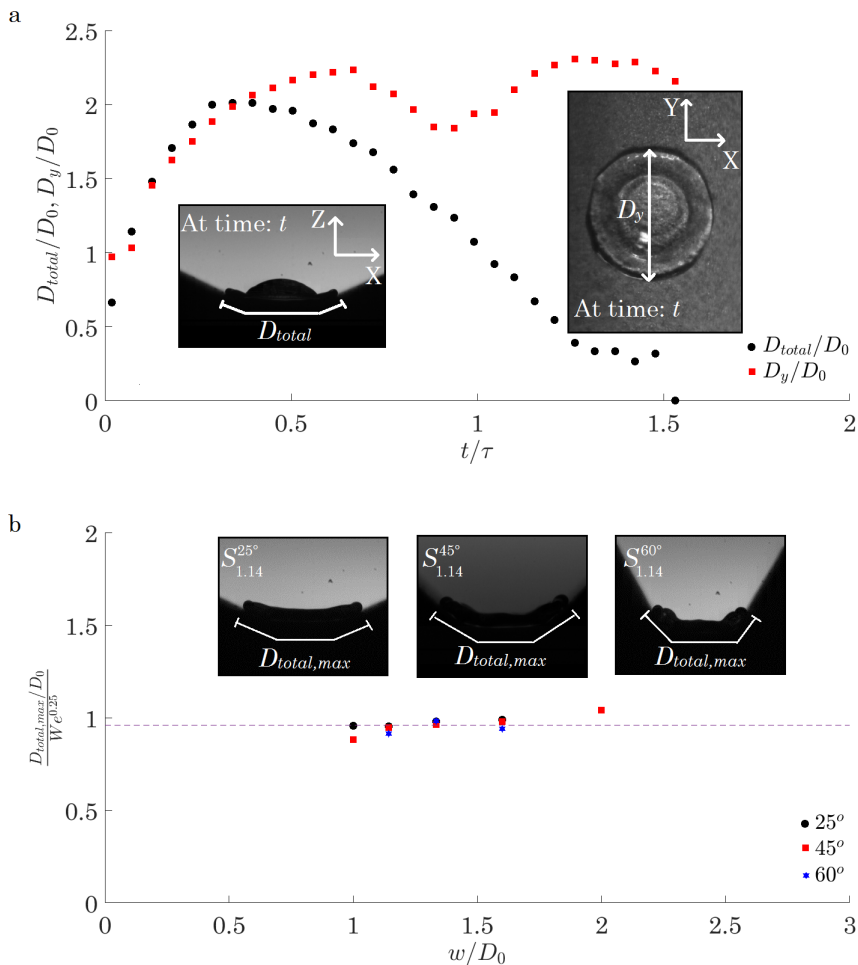 a
2.5
2
1.5
1
0.5
0
D_total/D_0, D_y/D_0
0
0.5
1
1.5
2
t/τ
At time: t
Z
X
D_total
Y
X
D_y
At time: t
D_total/D_0
D_y/D_0
b
2
1.5
1
0.5
0
D_total,max/D_0
We^0.25
S_1.14^25°
D_total,max
S_1.14^45°
D_total,max
S_1.14^60°
D_total,max
25^o
45^o
60^o
0
0.5
1
1.5
2
2.5
3
w/D_0